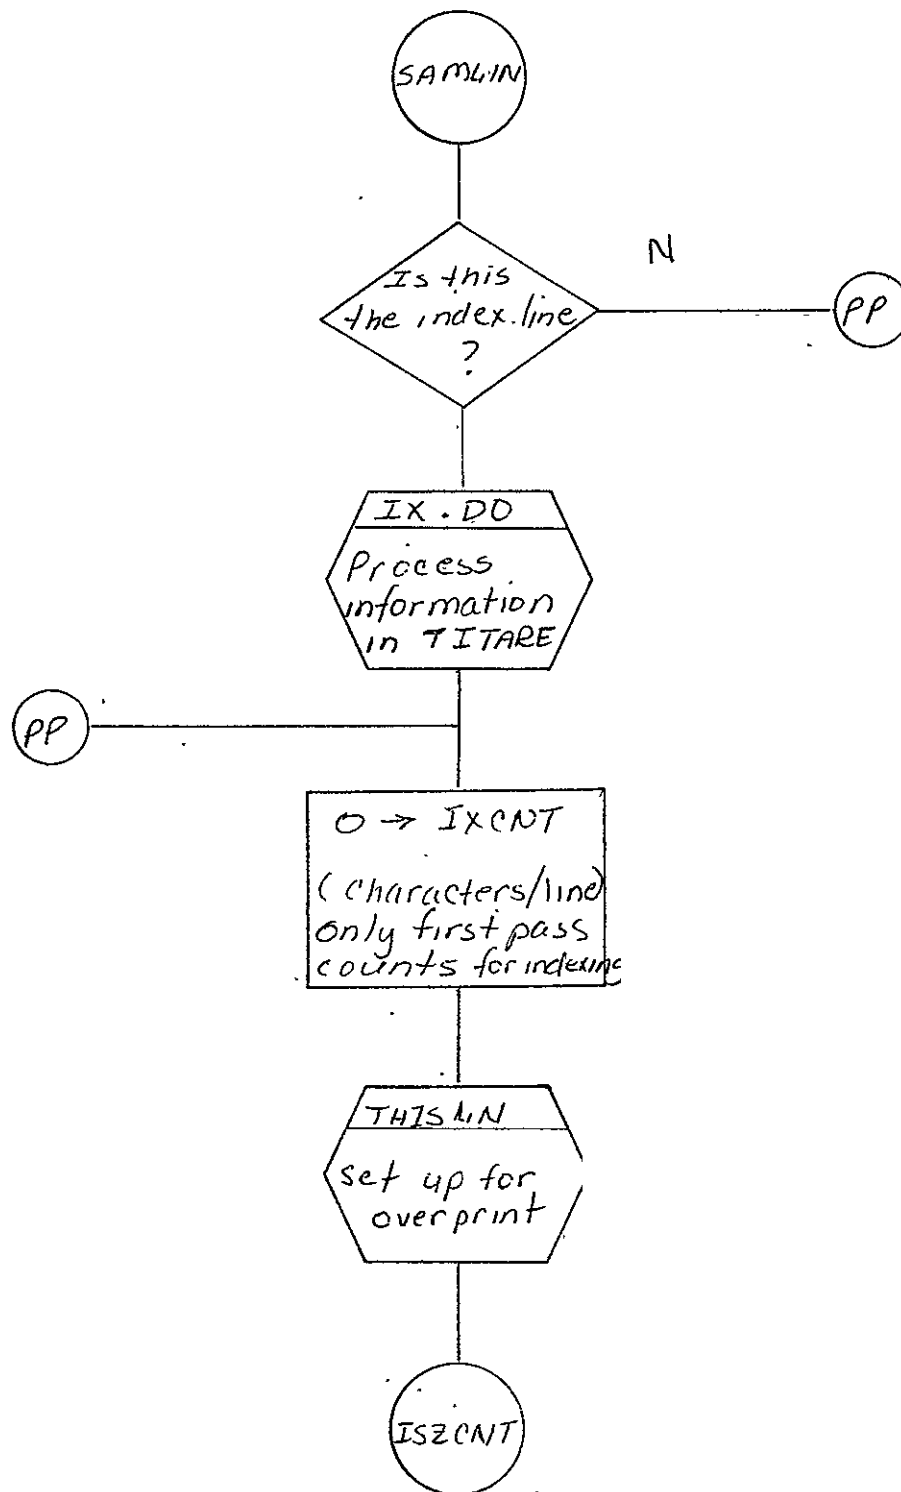 SAMLIN
Is this
the index.line
?
N
PP
IX.DO
Process
information
in TITARE
PP
0 → IXCNT
(characters/line)
only first pass
counts for indexing
THISLIN
set up for
overprint
ISZCNT